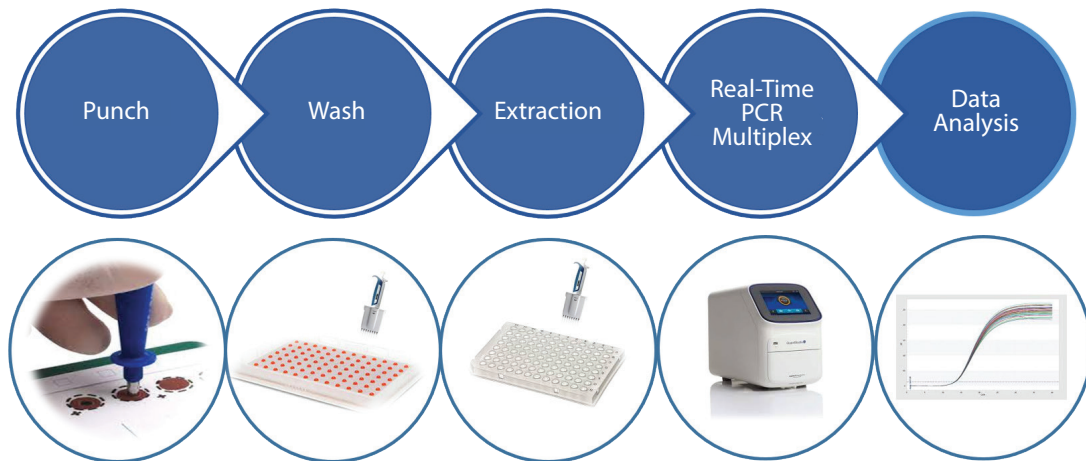 Punch
Wash
Extraction
Real-Time
PCR
Multiplex
Data
Analysis